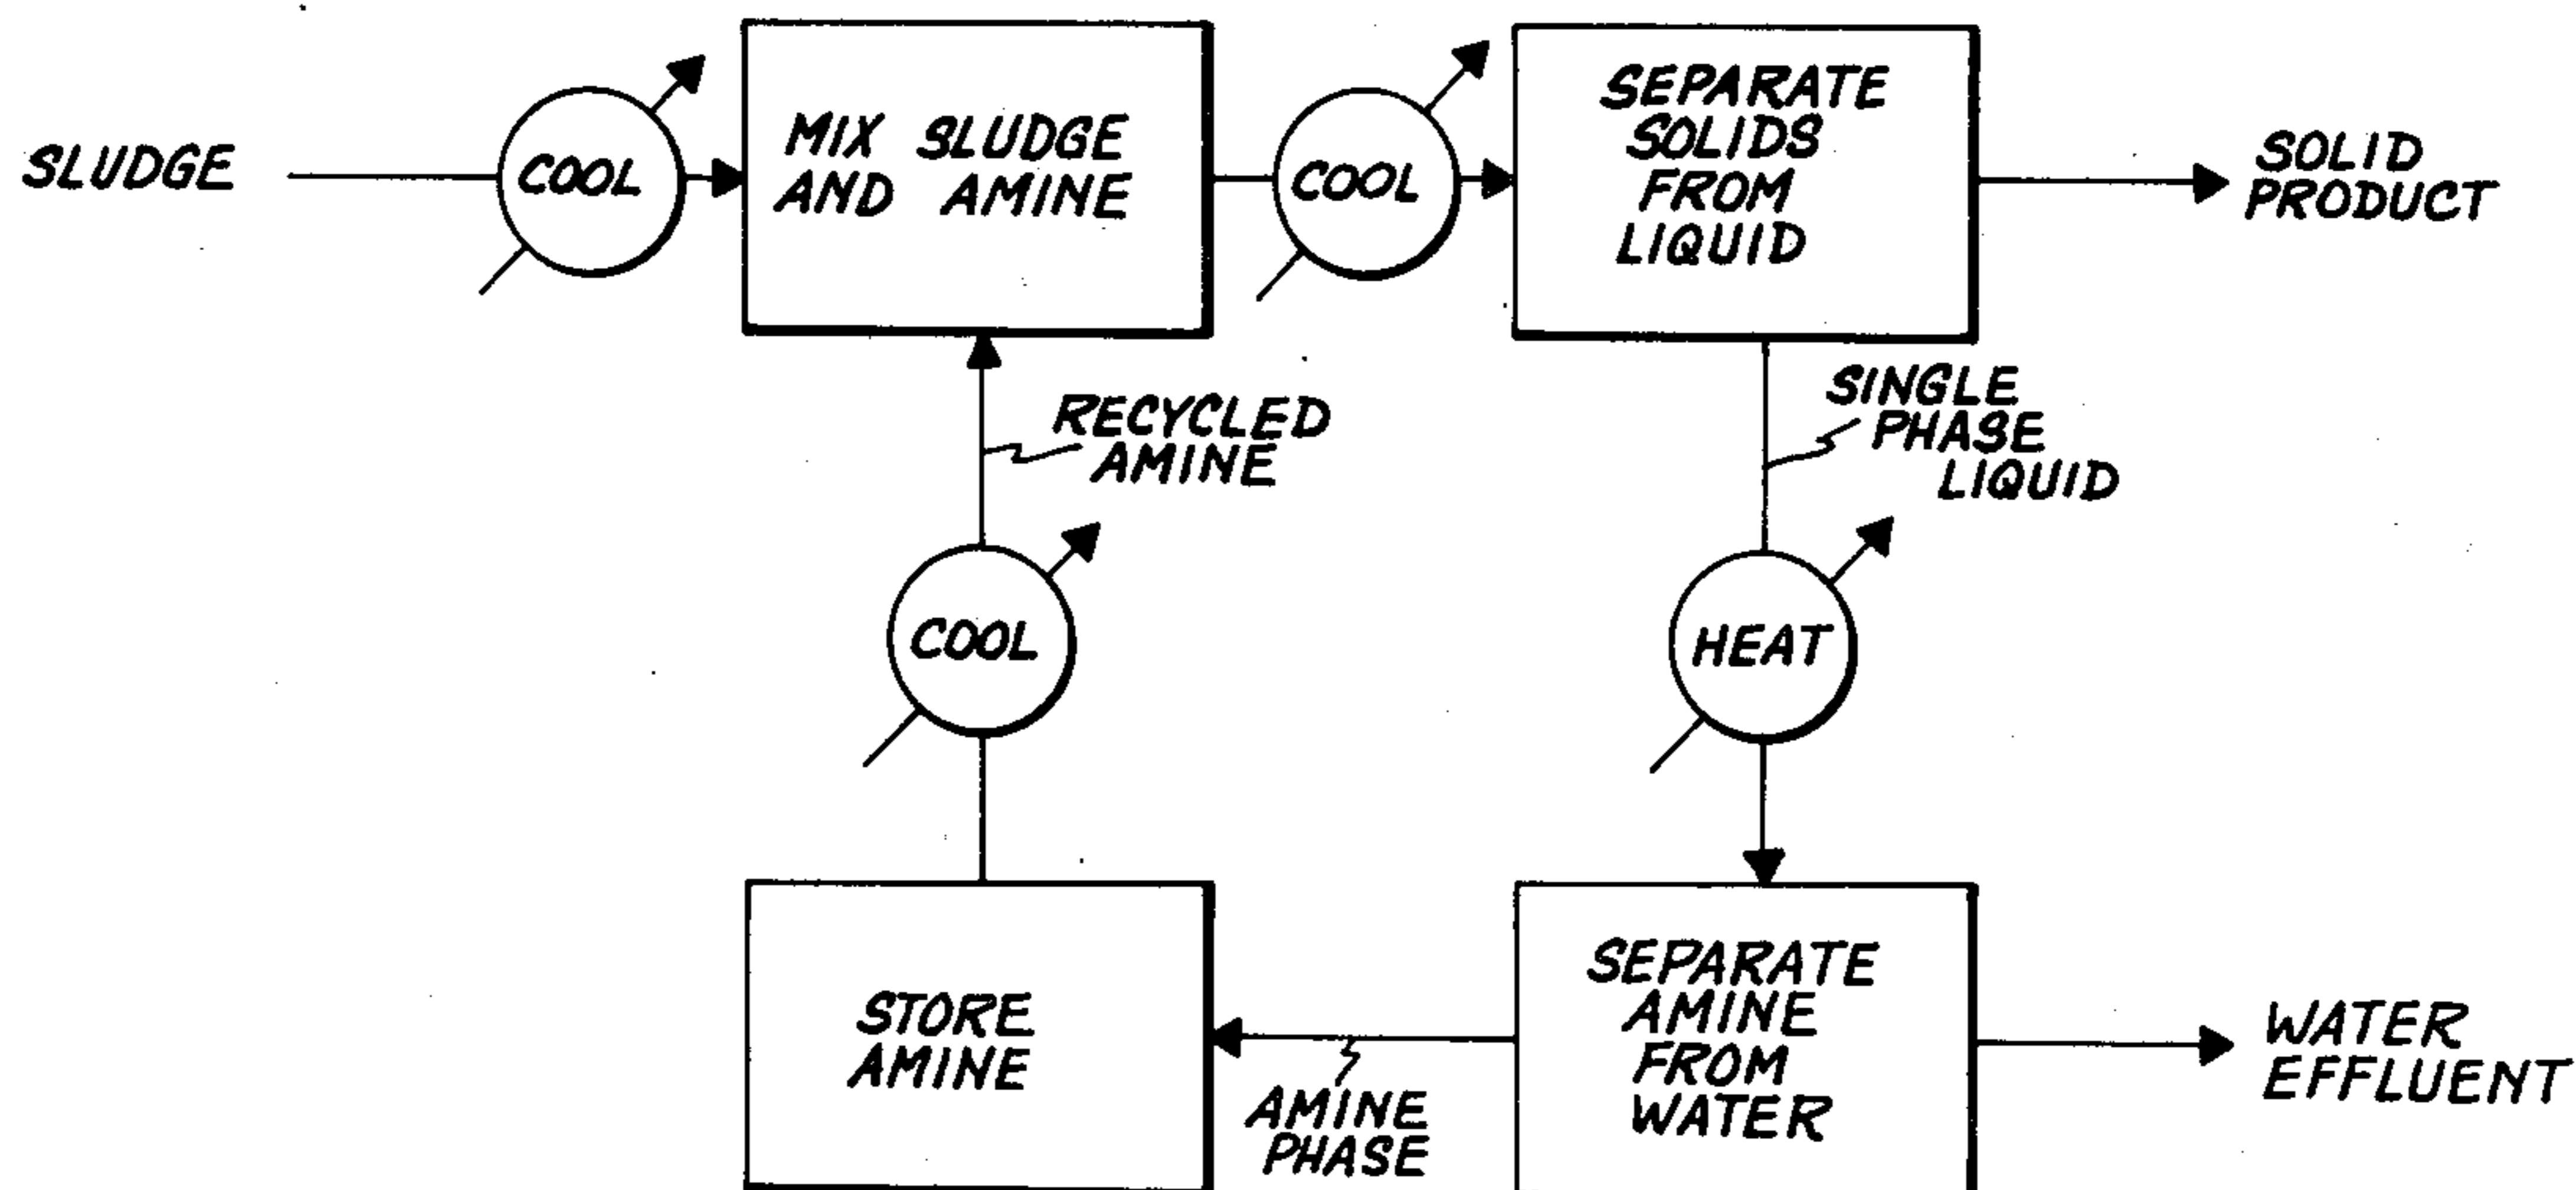 SLUDGE
COOL
MIX SLUDGE
AND AMINE
COOL
SEPARATE
SOLIDS
FROM
LIQUID
SOLID
PRODUCT
RECYCLED
AMINE
SINGLE
PHASE
LIQUID
COOL
HEAT
STORE
AMINE
AMINE
PHASE
SEPARATE
AMINE
FROM
WATER
WATER
EFFLUENT